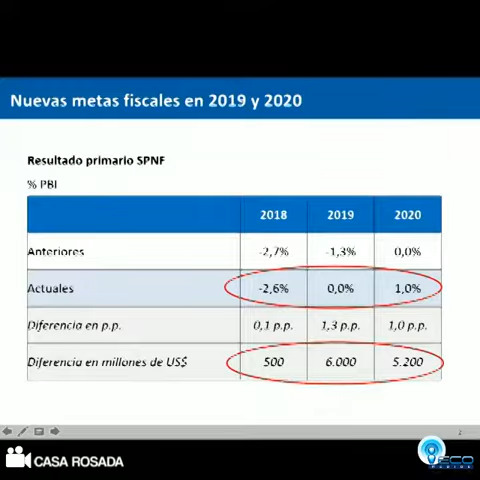 Nuevas metas fiscales en 2019 y 2020
Resultado primario SPNF
% PBI
2018 2019 2020
Anteriores -2,7% -1,3% 0,0%
Actuales -2,6% 0,0% 1,0%
Diferencia en p.p. 0,1 p.p. 1,3 p.p. 1,0 p.p.
Diferencia en millones de US$ 500 6.000 5.200
2
CASA ROSADA
ECO